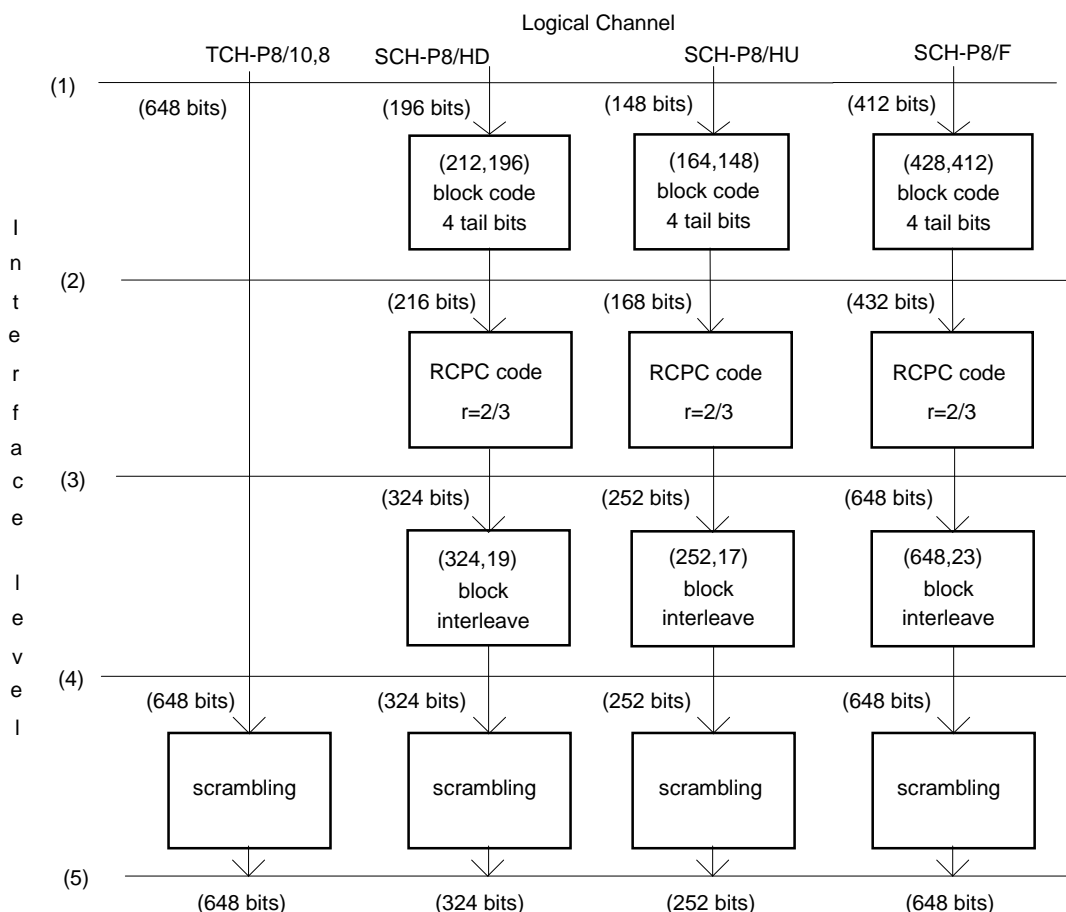 Logical Channel
TCH-P8/10,8 SCH-P8/HD SCH-P8/HU SCH-P8/F
(1)
(648 bits) (196 bits) (148 bits) (412 bits)
(212,196) (164,148) (428,412)
block code block code block code
4 tail bits 4 tail bits 4 tail bits
Interface level
(2)
(216 bits) (168 bits) (432 bits)
RCPC code RCPC code RCPC code
r=2/3 r=2/3 r=2/3
(3)
(324 bits) (252 bits) (648 bits)
(324,19) (252,17) (648,23)
block block block
interleave interleave interleave
(4)
(648 bits) (324 bits) (252 bits) (648 bits)
scrambling scrambling scrambling scrambling
(5)
(648 bits) (324 bits) (252 bits) (648 bits)